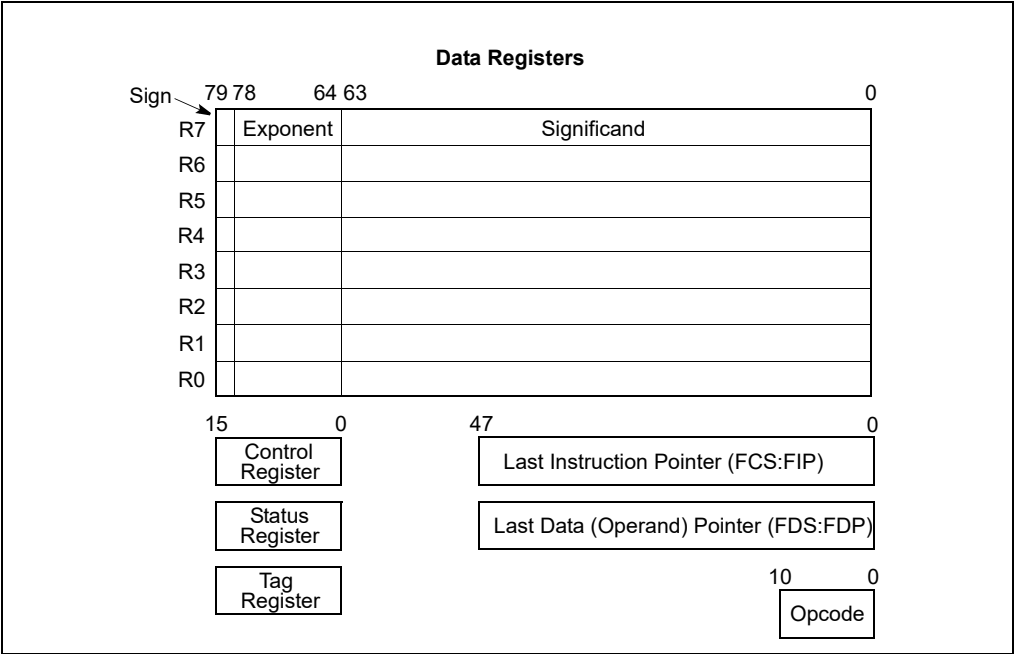 Data Registers
Sign 79 78 64 63 0
R7 Exponent Significand
R6
R5
R4
R3
R2
R1
R0
15 0 47 0
Control
Register
Last Instruction Pointer (FCS:FIP)
Status
Register
Last Data (Operand) Pointer (FDS:FDP)
Tag
Register
10 0
Opcode